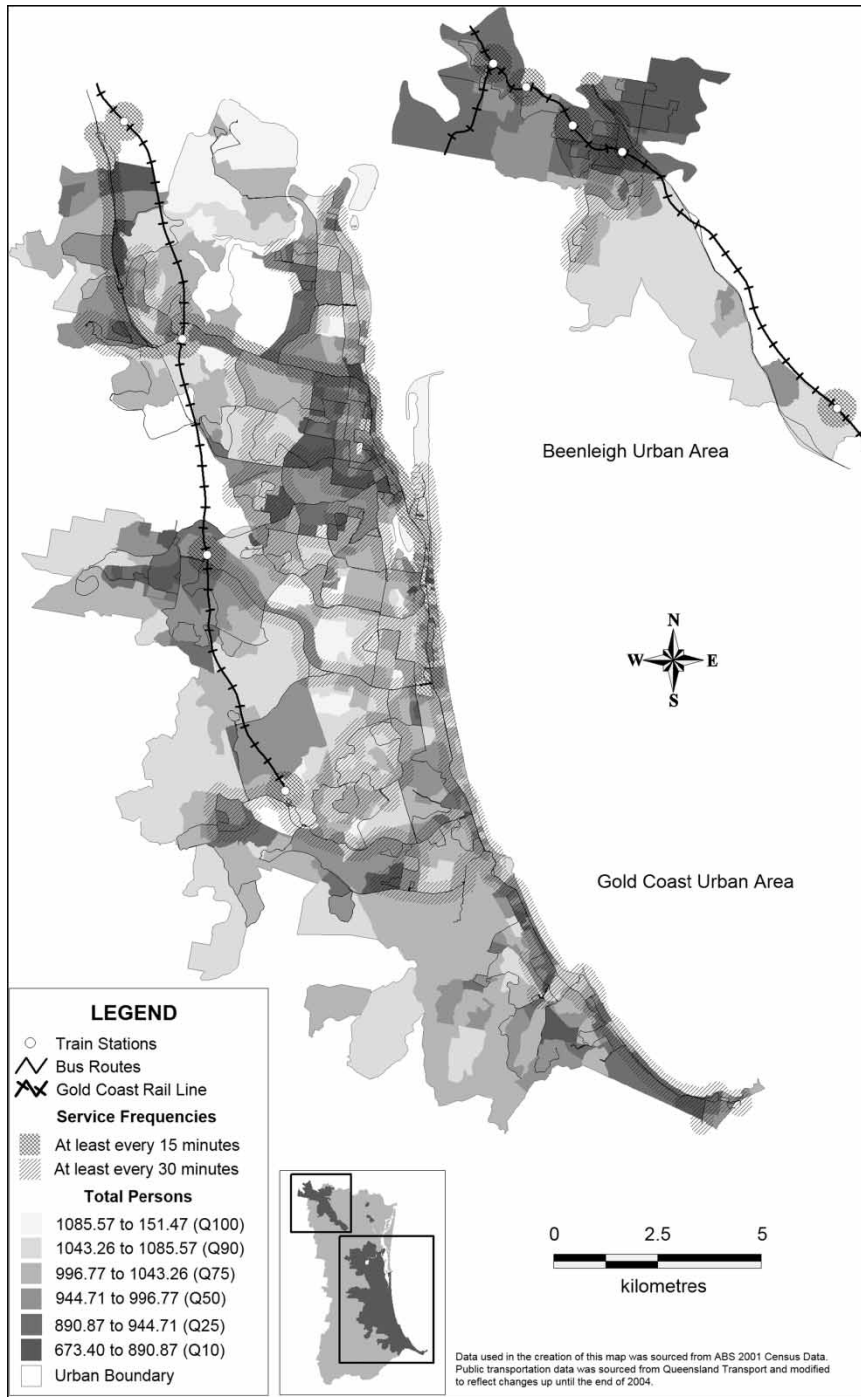 Beenleigh Urban Area
N
W E
S
Gold Coast Urban Area
LEGEND
Train Stations
Bus Routes
Gold Coast Rail Line
Service Frequencies
At least every 15 minutes
At least every 30 minutes
Total Persons
1085.57 to 151.47 (Q100)
1043.26 to 1085.57 (Q90)
996.77 to 1043.26 (Q75)
944.71 to 996.77 (Q50)
890.87 to 944.71 (Q25)
673.40 to 890.87 (Q10)
Urban Boundary
0 2.5 5
kilometres
Data used in the creation of this map was sourced from ABS 2001 Census Data.
Public transportation data was sourced from Queensland Transport and modified
to reflect changes up until the end of 2004.